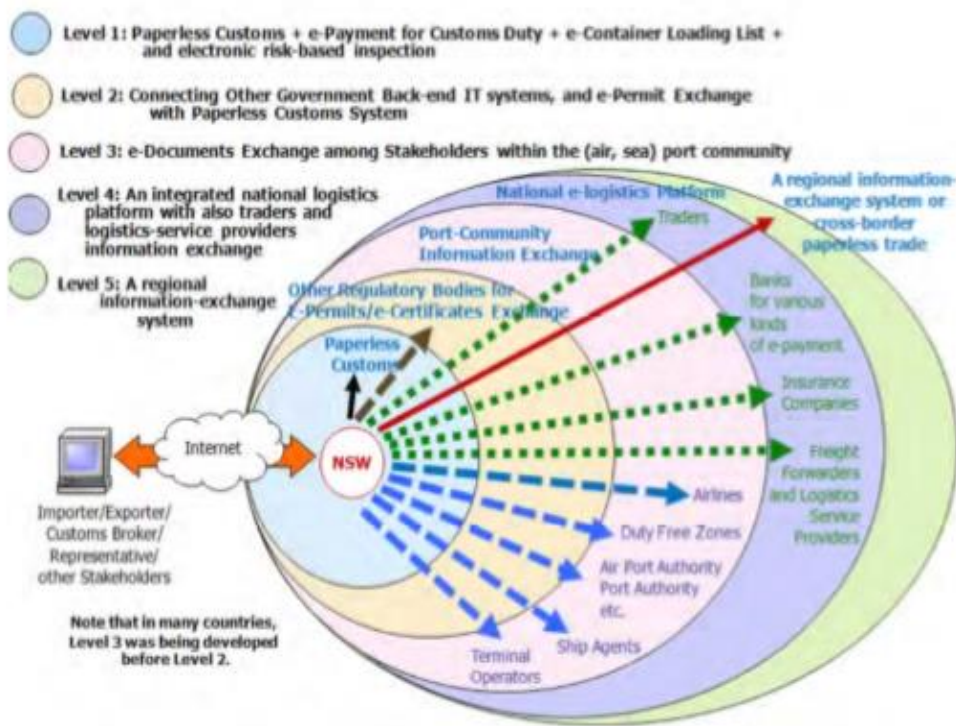 Level 1: Paperless Customs + e-Payment for Customs Duty + e-Container Loading List +
and electronic risk-based inspection
Level 2: Connecting Other Government Back-end IT systems, and e-Permit Exchange
with Paperless Customs System
Level 3: e-Documents Exchange among Stakeholders within the (air, sea) port community
Level 4: An integrated national logistics
platform with also traders and
logistics-service providers
information exchange
Level 5: A regional
information-exchange
system
National e-logistics Platform
Traders
A regional information-
exchange system or
cross-border
paperless trade
Port-Community
Information Exchange
Other Regulatory Bodies for
E-Permits/e-Certificates Exchange
Paperless
Customs
Banks
for various
kinds
of e-payment
Insurance
Companies
Internet
NSW
Freight
Forwarders
and Logistics
Service
Providers
Airlines
Importer/Exporter/
Customs Broker/
Representative/
other Stakeholders
Duty Free Zones
Air Port Authority
Port Authority
etc.
Note that in many countries,
Level 3 was being developed
before Level 2.
Ship Agents
Terminal
Operators